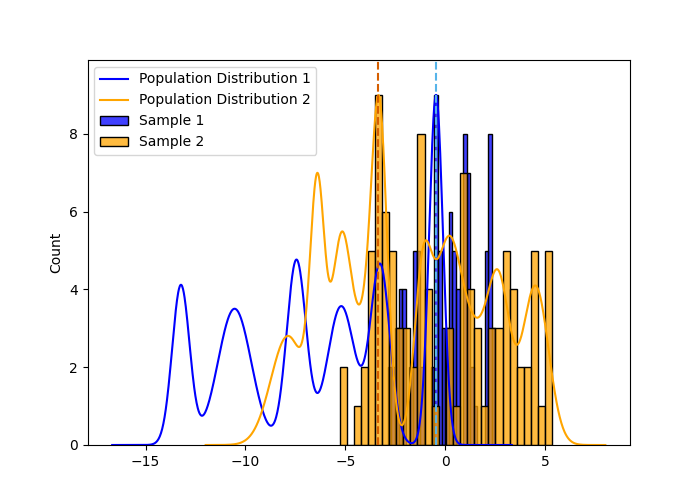 Population Distribution 1
Population Distribution 2
Sample 1
Sample 2
Count
8
6
4
2
0
−15
−10
−5
0
5